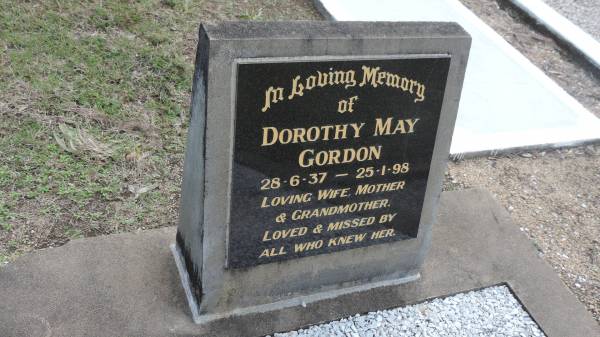 In Loving Memory
of
DOROTHY MAY
GORDON
28-6-37 — 25-1-98
LOVING WIFE, MOTHER
& GRANDMOTHER.
LOVED & MISSED BY
ALL WHO KNEW HER.